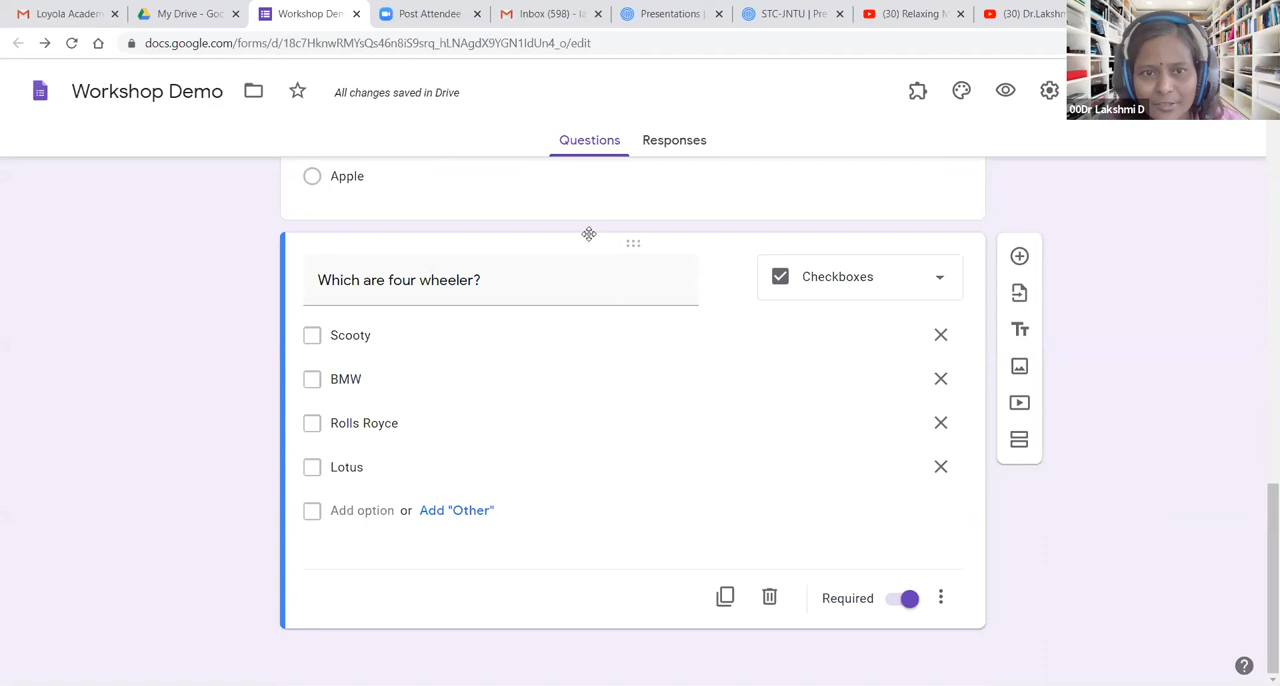 Loyola Academ
My Drive - Goo
Workshop Dem
Post Attendee
Inbox (598) - la
Presentations |
STC-JNTU | Pre
(30) Relaxing M
(30) Dr.Lakshm
docs.google.com/forms/d/18c7HknwRMYsQs46n8iS9srq_hLNAgdX9YGN1IdUn4_o/edit
Workshop Demo
All changes saved in Drive
00Dr Lakshmi D
Questions
Responses
Apple
Which are four wheeler?
Checkboxes
Scooty
BMW
Rolls Royce
Lotus
Add option or Add "Other"
Required